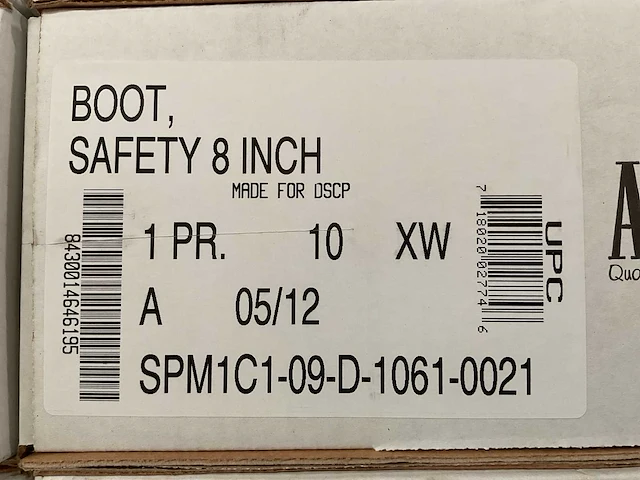 BOOT,
SAFETY 8 INCH
MADE FOR DSCP
1 PR. 10 XW
A 05/12
SPM1C1-09-D-1061-0021
8430014646195
7 18020 02774 6
UPC